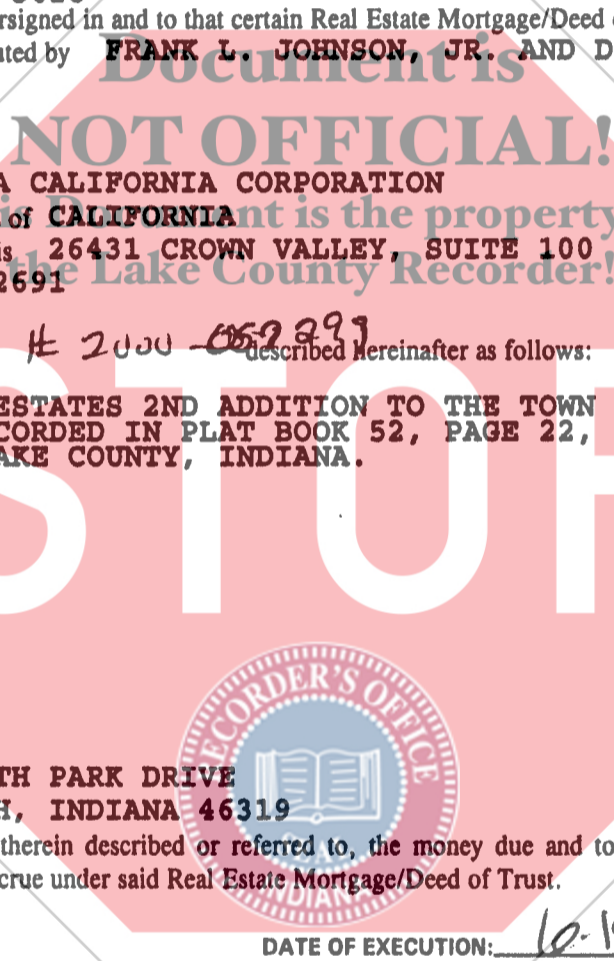 rsigned in and to that certain Real Estate Mortgage/Deed
uted by FRANK L. JOHNSON, JR. AND D
Document is
NOT OFFICIAL!
A CALIFORNIA CORPORATION
of CALIFORNIA
This Document is the property
is 26431 CROWN VALLEY, SUITE 100
the Lake County Recorder!
2691
# 2000
described hereinafter as follows:
ESTATES 2ND ADDITION TO THE TOWN
CORDED IN PLAT BOOK 52, PAGE 22,
AKE COUNTY, INDIANA.
STOP
RECORDER'S OFFICE
TH PARK DRIVE
H, INDIANA 46319
SEAL
therein described or referred to, the money due and to
crue under said Real Estate Mortgage/Deed of Trust.
INDIANA
DATE OF EXECUTION: